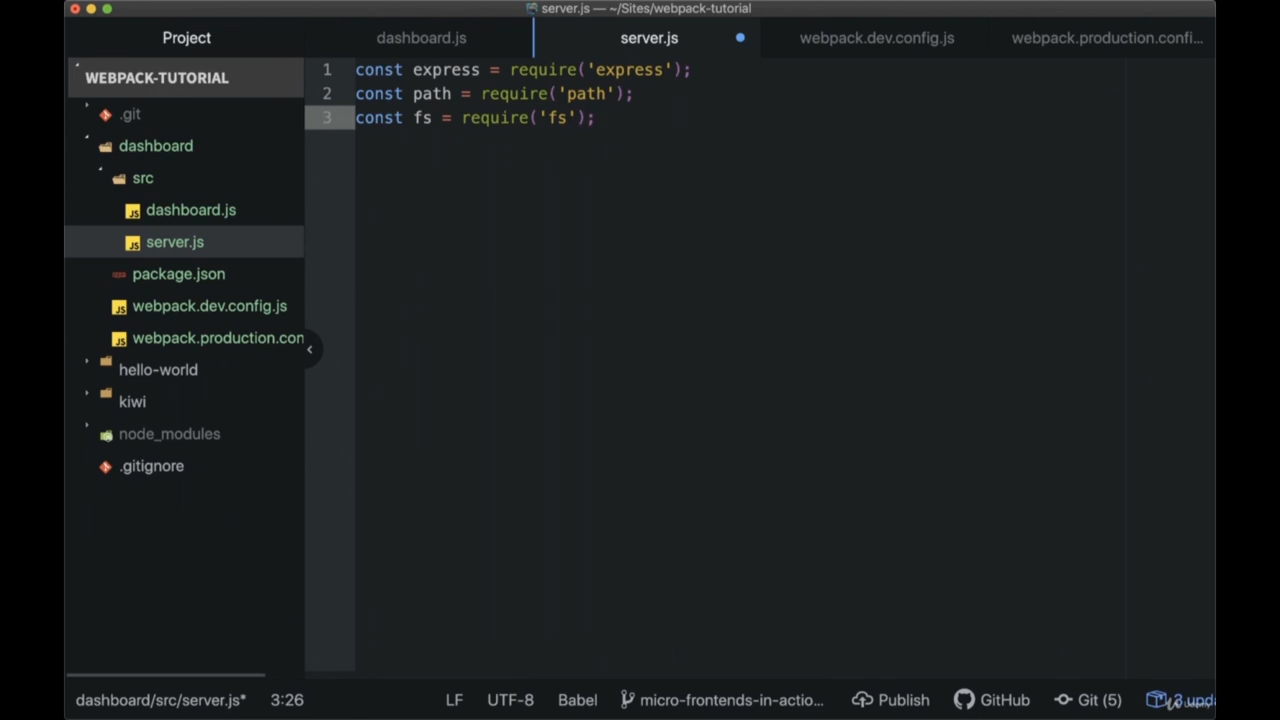 server.js — ~/Sites/webpack-tutorial
Project
dashboard.js
server.js
webpack.dev.config.js
webpack.production.confi...
WEBPACK-TUTORIAL
.git
dashboard
src
dashboard.js
server.js
package.json
webpack.dev.config.js
webpack.production.con
hello-world
kiwi
node_modules
.gitignore
1 const express = require('express');
2 const path = require('path');
3 const fs = require('fs');
dashboard/src/server.js* 3:26 LF UTF-8 Babel micro-frontends-in-actio... Publish GitHub Git (5)